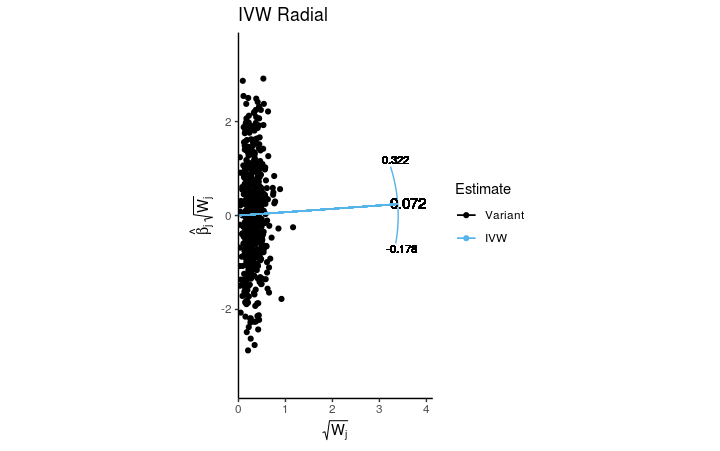 IVW Radial
2
0
-2
β̂j√Wj
0.322
0.072
-0.178
0 1 2 3 4
√Wj
Estimate
Variant
IVW